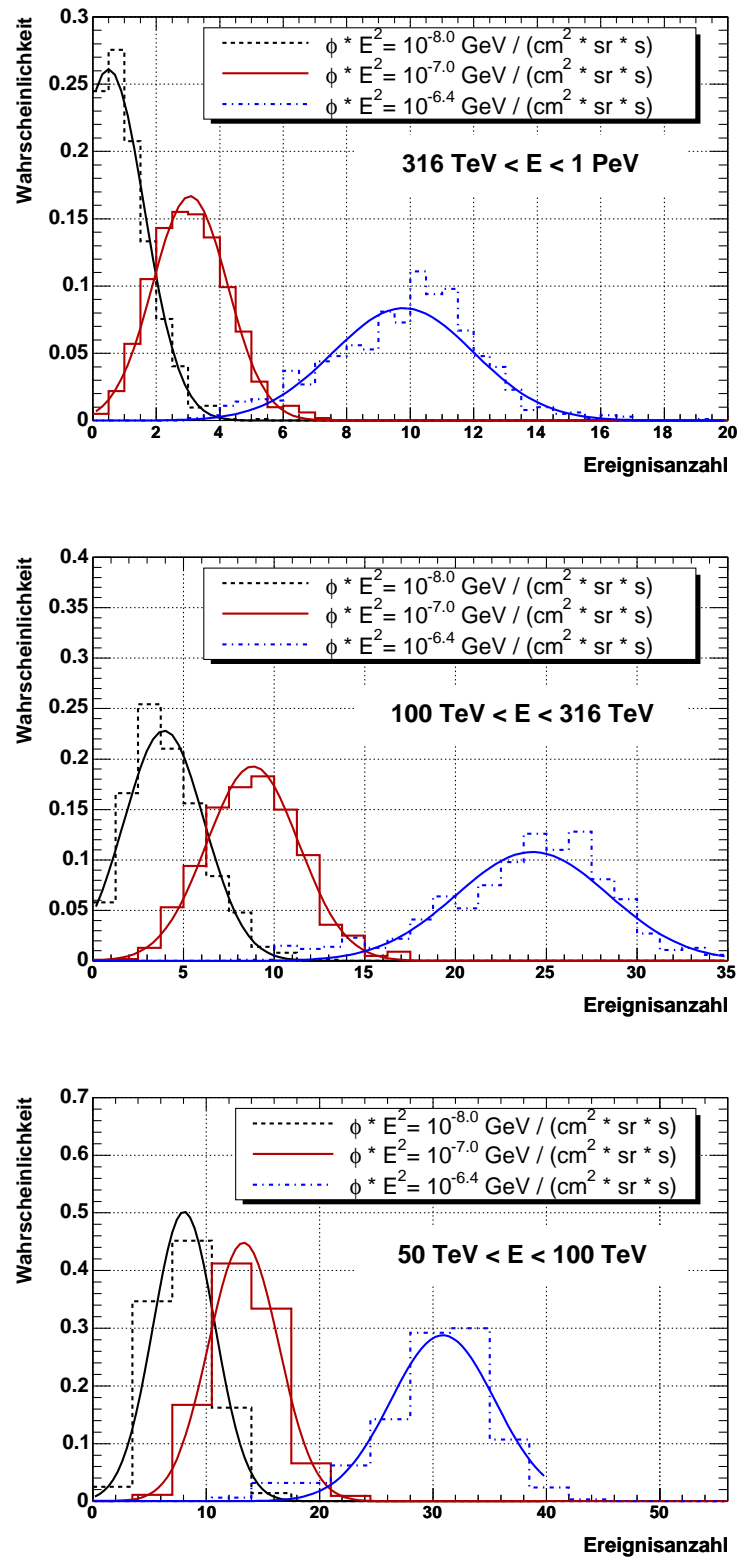 Wahrscheinlichkeit
0.3
0.25
0.2
0.15
0.1
0.05
0
ϕ * E²= 10⁻⁸·⁰ GeV / (cm² * sr * s)
ϕ * E²= 10⁻⁷·⁰ GeV / (cm² * sr * s)
ϕ * E²= 10⁻⁶·⁴ GeV / (cm² * sr * s)
316 TeV < E < 1 PeV
0 2 4 6 8 10 12 14 16 18 20
Ereignisanzahl
Wahrscheinlichkeit
0.4
0.35
0.3
0.25
0.2
0.15
0.1
0.05
0
ϕ * E²= 10⁻⁸·⁰ GeV / (cm² * sr * s)
ϕ * E²= 10⁻⁷·⁰ GeV / (cm² * sr * s)
ϕ * E²= 10⁻⁶·⁴ GeV / (cm² * sr * s)
100 TeV < E < 316 TeV
0 5 10 15 20 25 30 35
Ereignisanzahl
Wahrscheinlichkeit
0.7
0.6
0.5
0.4
0.3
0.2
0.1
0
ϕ * E²= 10⁻⁸·⁰ GeV / (cm² * sr * s)
ϕ * E²= 10⁻⁷·⁰ GeV / (cm² * sr * s)
ϕ * E²= 10⁻⁶·⁴ GeV / (cm² * sr * s)
50 TeV < E < 100 TeV
0 10 20 30 40 50
Ereignisanzahl